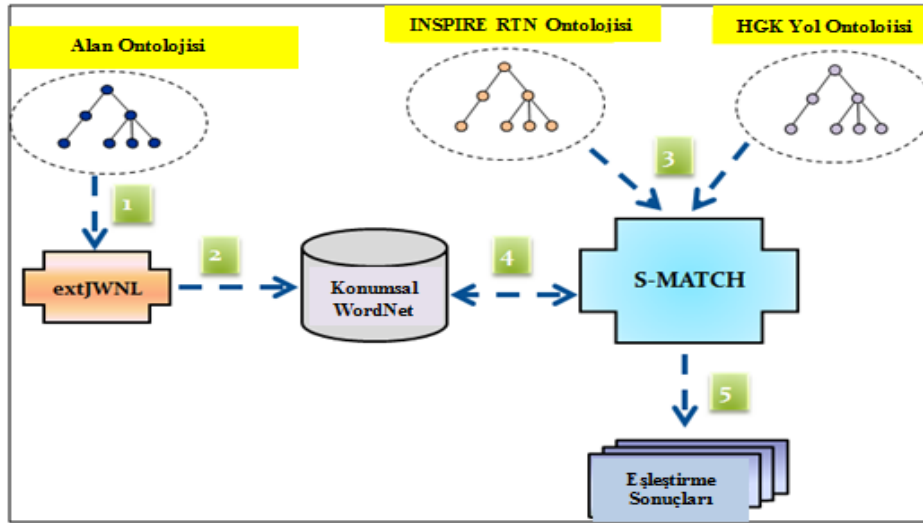 Alan Ontolojisi
INSPIRE RTN Ontolojisi
HGK Yol Ontolojisi
1
extJWNL
2
Konumsal
WordNet
3
4
S-MATCH
5
Eşleştirme
Sonuçları